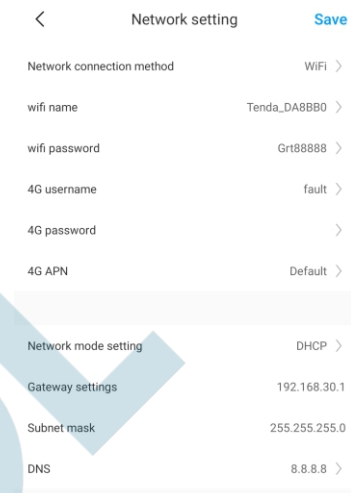 Network setting Save
Network connection method WiFi
wifi name Tenda_DA8BB0
wifi password Grt88888
4G username fault
4G password
4G APN Default
Network mode setting DHCP
Gateway settings 192.168.30.1
Subnet mask 255.255.255.0
DNS 8.8.8.8